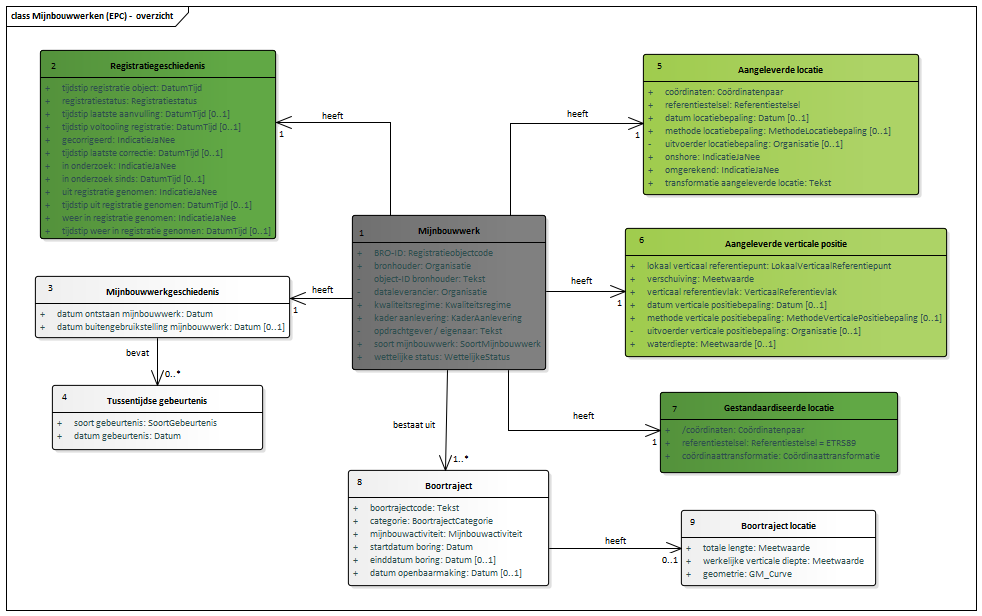 class Mijnbouwwerken (EPC) - overzicht
2 Registratiegeschiedenis
+ tijdstip registratie object: DatumTijd
+ registratiestatus: Registratiestatus
+ tijdstip laatste aanvulling: DatumTijd [0..1]
+ tijdstip voltooiing registratie: DatumTijd [0..1]
+ gecorrigeerd: IndicatieJaNee
+ tijdstip laatste correctie: DatumTijd [0..1]
+ in onderzoek: IndicatieJaNee
+ in onderzoek sinds: DatumTijd [0..1]
+ uit registratie genomen: IndicatieJaNee
+ tijdstip uit registratie genomen: DatumTijd [0..1]
+ weer in registratie genomen: IndicatieJaNee
+ tijdstip weer in registratie genomen: DatumTijd [0..1]
heeft
1
heeft
1
5 Aangeleverde locatie
+ coördinaten: Coördinatenpaar
+ referentiestelsel: Referentiestelsel
+ datum locatiebepaling: Datum [0..1]
+ methode locatiebepaling: MethodeLocatiebepaling [0..1]
- uitvoerder locatiebepaling: Organisatie [0..1]
+ onshore: IndicatieJaNee
+ omgerekend: IndicatieJaNee
+ transformatie aangeleverde locatie: Tekst
1 Mijnbouwwerk
+ BRO-ID: Registratieobjectcode
+ bronhouder: Organisatie
- object-ID bronhouder: Tekst
- dataleverancier: Organisatie
+ kwaliteitsregime: Kwaliteitsregime
+ kader aanlevering: KaderAanlevering
- opdrachtgever / eigenaar: Tekst
+ soort mijnbouwwerk: SoortMijnbouwwerk
+ wettelijke status: WettelijkeStatus
heeft
1
6 Aangeleverde verticale positie
+ lokaal verticaal referentiepunt: LokaalVerticaalReferentiepunt
+ verschuiving: Meetwaarde
+ verticaal referentievlak: VerticaalReferentievlak
+ datum verticale positiebepaling: Datum [0..1]
+ methode verticale positiebepaling: MethodeVerticalePositiebepaling [0..1]
- uitvoerder verticale positiebepaling: Organisatie [0..1]
+ waterdiepte: Meetwaarde [0..1]
heeft
1
3 Mijnbouwwerkgeschiedenis
+ datum ontstaan mijnbouwwerk: Datum
+ datum buitengebruikstelling mijnbouwwerk: Datum [0..1]
bevat
0..*
4 Tussentijdse gebeurtenis
+ soort gebeurtenis: SoortGebeurtenis
+ datum gebeurtenis: Datum
heeft
1
7 Gestandaardiseerde locatie
+ /coördinaten: Coördinatenpaar
+ referentiestelsel: Referentiestelsel = ETRS89
+ coördinaattransformatie: Coördinaattransformatie
bestaat uit
1..*
8 Boortraject
+ boortrajectcode: Tekst
+ categorie: BoortrajectCategorie
+ mijnbouwactiviteit: Mijnbouwactiviteit
+ startdatum boring: Datum
+ einddatum boring: Datum [0..1]
+ datum openbaarmaking: Datum [0..1]
heeft
0..1
9 Boortraject locatie
+ totale lengte: Meetwaarde
+ werkelijke verticale diepte: Meetwaarde
+ geometrie: GM_Curve